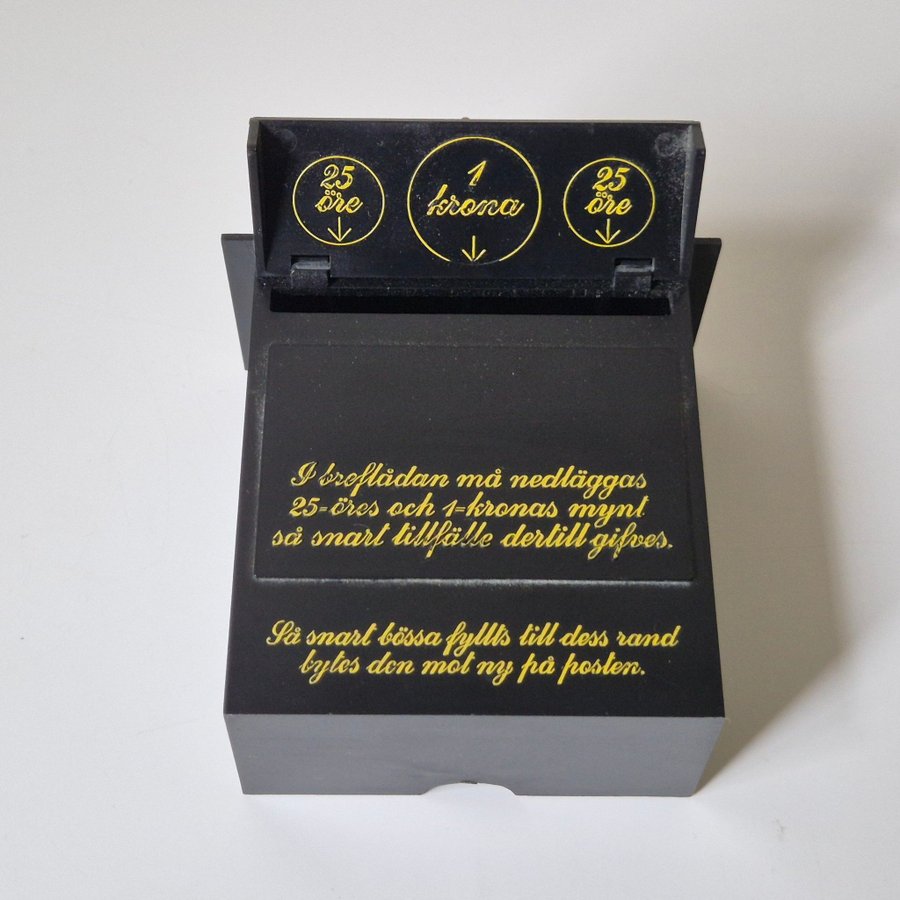 25
öre
1
krona
25
öre
I breflådan må nedläggas
25=öres och 1=kronas mynt
så snart tillfälle dertill gifves.
Så snart bössa fyllts till dess rand
bytes den mot ny på posten.